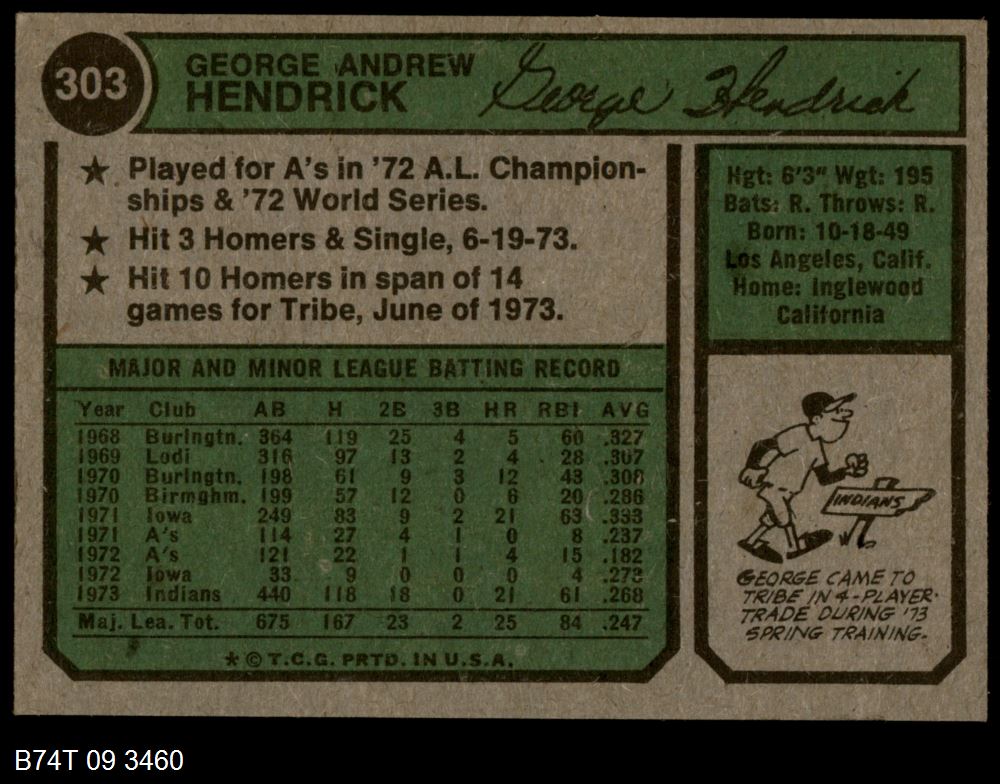 303
GEORGE ANDREW
HENDRICK
George Hendrick
★ Played for A's in '72 A.L. Champion-
ships & '72 World Series.
★ Hit 3 Homers & Single, 6-19-73.
★ Hit 10 Homers in span of 14
games for Tribe, June of 1973.
Hgt: 6'3" Wgt: 195
Bats: R. Throws: R.
Born: 10-18-49
Los Angeles, Calif.
Home: Inglewood
California
MAJOR AND MINOR LEAGUE BATTING RECORD
Year Club AB H 2B 3B HR RBI AVG
1968 Burlngtn. 364 119 25 4 5 60 .327
1969 Lodi 316 97 13 2 4 28 .307
1970 Burlngtn. 198 61 9 3 12 43 .308
1970 Birmghm. 199 57 12 0 6 20 .286
1971 Iowa 249 83 9 2 21 63 .333
1971 A's 114 27 4 1 0 8 .237
1972 A's 121 22 1 1 4 15 .182
1972 Iowa 33 9 0 0 0 4 .273
1973 Indians 440 118 18 0 21 61 .268
Maj. Lea. Tot. 675 167 23 2 25 84 .247
* © T.C.G. PRTD. IN U.S.A.
INDIANS
GEORGE CAME TO
TRIBE IN 4-PLAYER
TRADE DURING '73
SPRING TRAINING.
B74T 09 3460